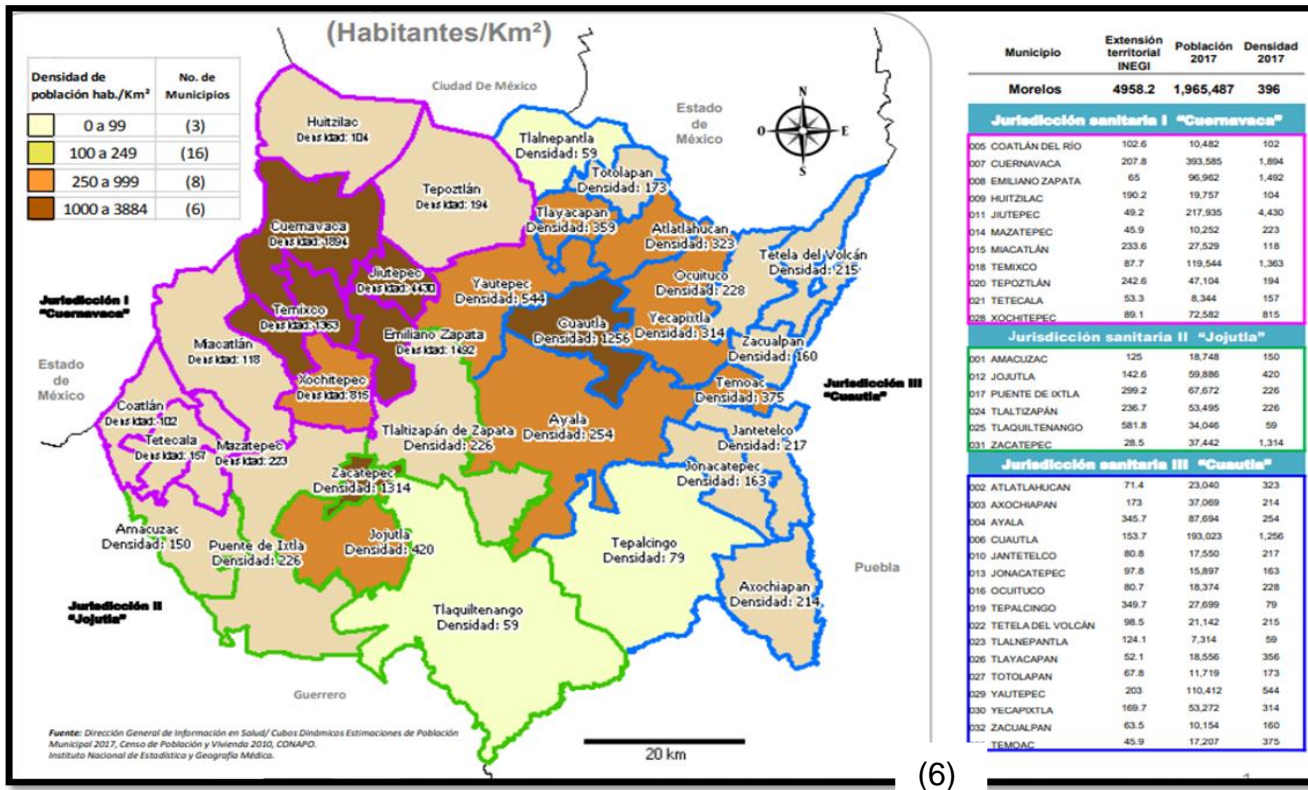 (Habitantes/Km²)
Densidad de
población hab./Km²
No. de
Municipios
0 a 99 (3)
100 a 249 (16)
250 a 999 (8)
1000 a 3884 (6)
Ciudad De México
Estado
de
México
N
O E
S
Huitzilac
Densidad: 104
Tlalnepantla
Densidad: 59
Totolapan
Densidad: 173
Tepoztlán
Densidad: 194
Tlayacapan
Densidad: 359
Atlatlahucan
Densidad: 323
Cuernavaca
Densidad: 1894
Tetela del Volcán
Densidad: 215
Jiutepec
Densidad: 4430
Yautepec
Densidad: 544
Ocuituco
Densidad: 228
Jurisdicción I
"Cuernavaca"
Temixco
Densidad: 1363
Emiliano Zapata
Densidad: 1492
Cuautla
Densidad: 1256
Yecapixtla
Densidad: 314
Miacatlán
Densidad: 118
Zacualpan
Densidad: 160
Estado
de
México
Xochitepec
Densidad: 815
Temoac
Densidad: 375
Jurisdicción III
"Cuautla"
Coatlán
Densidad: 102
Tetecala
Densidad: 157
Mazatepec
Densidad: 223
Tlaltizapán de Zapata
Densidad: 226
Ayala
Densidad: 254
Jantetelco
Densidad: 217
Zacatepec
Densidad: 1314
Jonacatepec
Densidad: 163
Amacuzac
Densidad: 150
Puente de Ixtla
Densidad: 226
Jojutla
Densidad: 420
Tepalcingo
Densidad: 79
Puebla
Axochiapan
Densidad: 214
Jurisdicción II
"Jojutla"
Tlaquiltenango
Densidad: 59
Guerrero
20 km
Fuente: Dirección General de Información en Salud/ Cubos Dinámicos Estimaciones de Población
Municipal 2017, Censo de Población y Vivienda 2010, CONAPO.
Instituto Nacional de Estadística y Geografía Médico.
Municipio Extensión territorial INEGI Población 2017 Densidad 2017
Morelos 4958.2 1,965,487 396
Jurisdicción sanitaria I "Cuernavaca"
005 COATLÁN DEL RÍO 102.6 10,482 102
007 CUERNAVACA 207.8 393,585 1,894
008 EMILIANO ZAPATA 65 96,962 1,492
009 HUITZILAC 190.2 19,757 104
011 JIUTEPEC 49.2 217,935 4,430
014 MAZATEPEC 45.9 10,252 223
015 MIACATLÁN 233.6 27,529 118
018 TEMIXCO 87.7 119,544 1,363
020 TEPOZTLÁN 242.6 47,104 194
021 TETECALA 53.3 8,344 157
028 XOCHITEPEC 89.1 72,582 815
Jurisdicción sanitaria II "Jojutla"
001 AMACUZAC 125 18,748 150
012 JOJUTLA 142.6 59,886 420
017 PUENTE DE IXTLA 299.2 67,672 226
024 TLALTIZAPÁN 236.7 53,495 226
025 TLAQUILTENANGO 581.8 34,046 59
031 ZACATEPEC 28.5 37,442 1,314
Jurisdicción sanitaria III "Cuautla"
002 ATLATLAHUCAN 71.4 23,040 323
003 AXOCHIAPAN 173 37,069 214
004 AYALA 345.7 87,694 254
006 CUAUTLA 153.7 193,023 1,256
010 JANTETELCO 80.8 17,550 217
013 JONACATEPEC 97.8 15,897 163
016 OCUITUCO 80.7 18,374 228
019 TEPALCINGO 349.7 27,699 79
022 TETELA DEL VOLCÁN 98.5 21,142 215
023 TLALNEPANTLA 124.1 7,314 59
026 TLAYACAPAN 52.1 18,556 356
027 TOTOLAPAN 67.8 11,719 173
029 YAUTEPEC 203 110,412 544
030 YECAPIXTLA 169.7 53,272 314
032 ZACUALPAN 63.5 10,154 160
TEMOAC 45.9 17,207 375
(6)